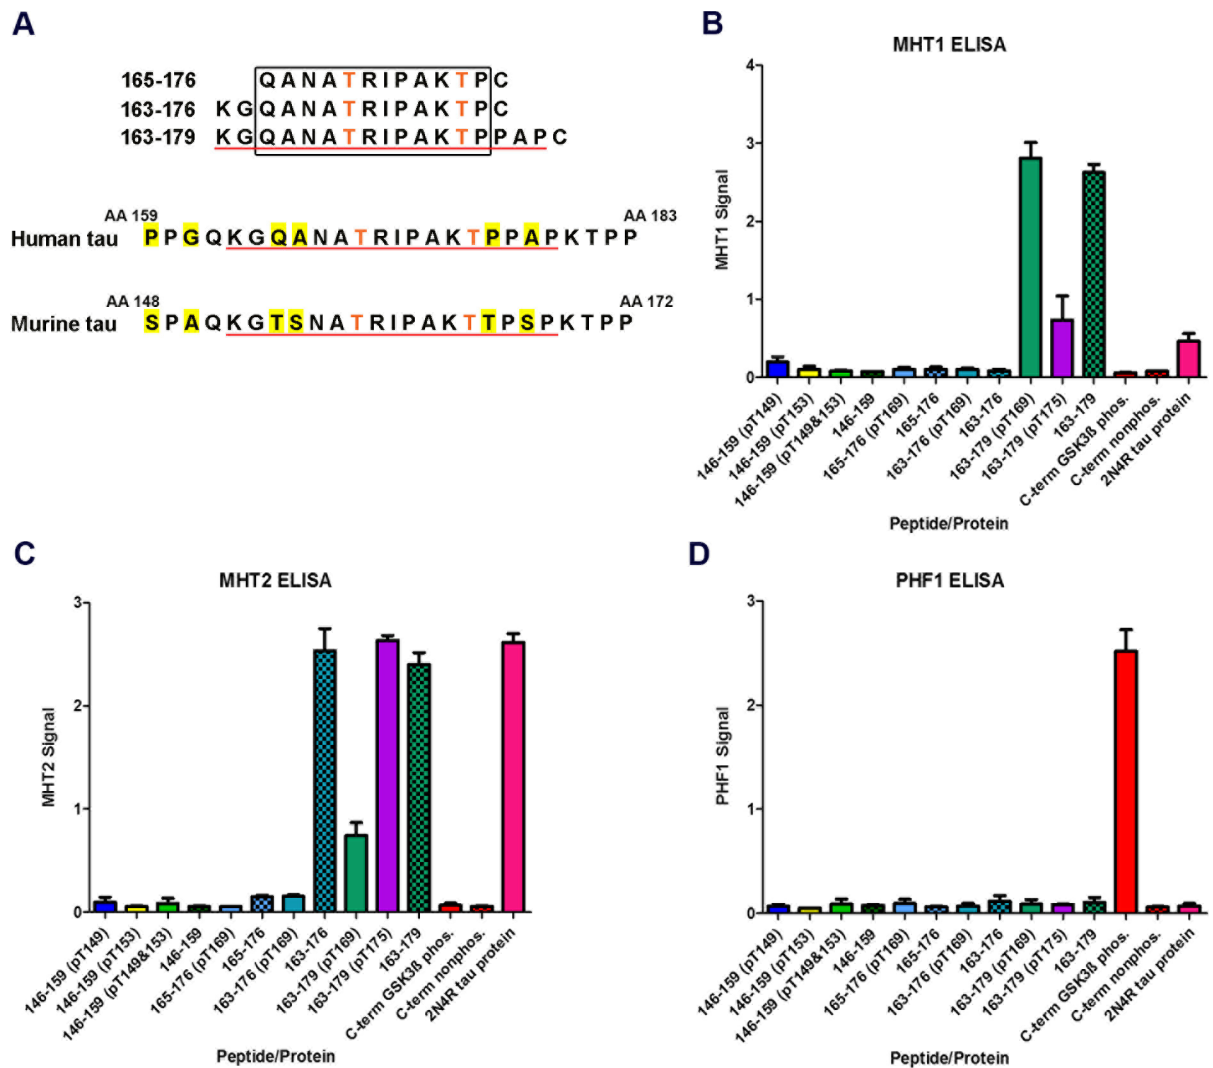 A
165-176 QANATRIPAKTPC
163-176 KGQANATRIPAKTPC
163-179 KGQANATRIPAKTPPAPC
AA 159 AA 183
Human tau PPGQKGQANATRIPAKTPPAPKTPP
AA 148 AA 172
Murine tau SPAQKGTSNATRIPAKTTPSPKTPP
B
MHT1 ELISA
MHT1 Signal
4
3
2
1
0
146-159 (pT149)
146-159 (pT153)
146-159 (pT149&153)
146-159
165-176 (pT169)
165-176
163-176 (pT169)
163-176
163-179 (pT169)
163-179 (pT175)
163-179
C-term GSK3ß phos.
C-term nonphos.
2N4R tau protein
Peptide/Protein
C
MHT2 ELISA
MHT2 Signal
3
2
1
0
146-159 (pT149)
146-159 (pT153)
146-159 (pT149&153)
146-159
165-176 (pT169)
165-176
163-176 (pT169)
163-176
163-179 (pT169)
163-179 (pT175)
163-179
C-term GSK3ß phos.
C-term nonphos.
2N4R tau protein
Peptide/Protein
D
PHF1 ELISA
PHF1 Signal
3
2
1
0
146-159 (pT149)
146-159 (pT153)
146-159 (pT149&153)
146-159
165-176 (pT169)
165-176
163-176 (pT169)
163-176
163-179 (pT169)
163-179 (pT175)
163-179
C-term GSK3ß phos.
C-term nonphos.
2N4R tau protein
Peptide/Protein